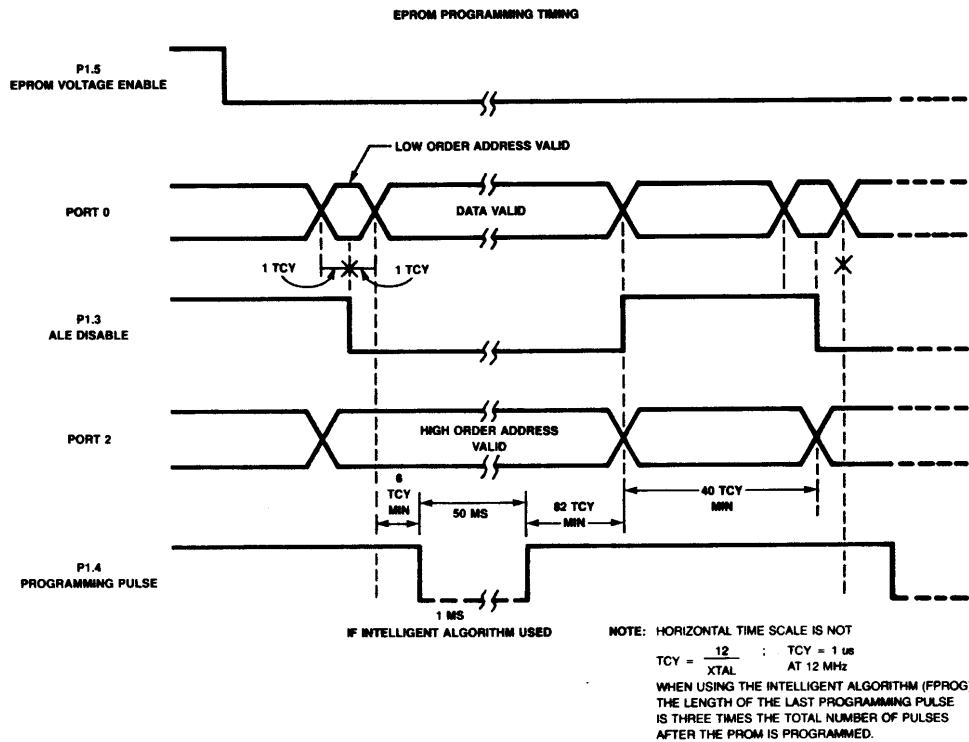 EPROM PROGRAMMING TIMING
P1.5
EPROM VOLTAGE ENABLE
LOW ORDER ADDRESS VALID
PORT 0
DATA VALID
1 TCY
1 TCY
P1.3
ALE DISABLE
PORT 2
HIGH ORDER ADDRESS
VALID
6
TCY
MIN
50 MS
82 TCY
MIN
40 TCY
MIN
P1.4
PROGRAMMING PULSE
1 MS
IF INTELLIGENT ALGORITHM USED
NOTE: HORIZONTAL TIME SCALE IS NOT
TCY = 12 / XTAL ; TCY = 1 us
AT 12 MHz
WHEN USING THE INTELLIGENT ALGORITHM (FPROG)
THE LENGTH OF THE LAST PROGRAMMING PULSE
IS THREE TIMES THE TOTAL NUMBER OF PULSES
AFTER THE PROM IS PROGRAMMED.